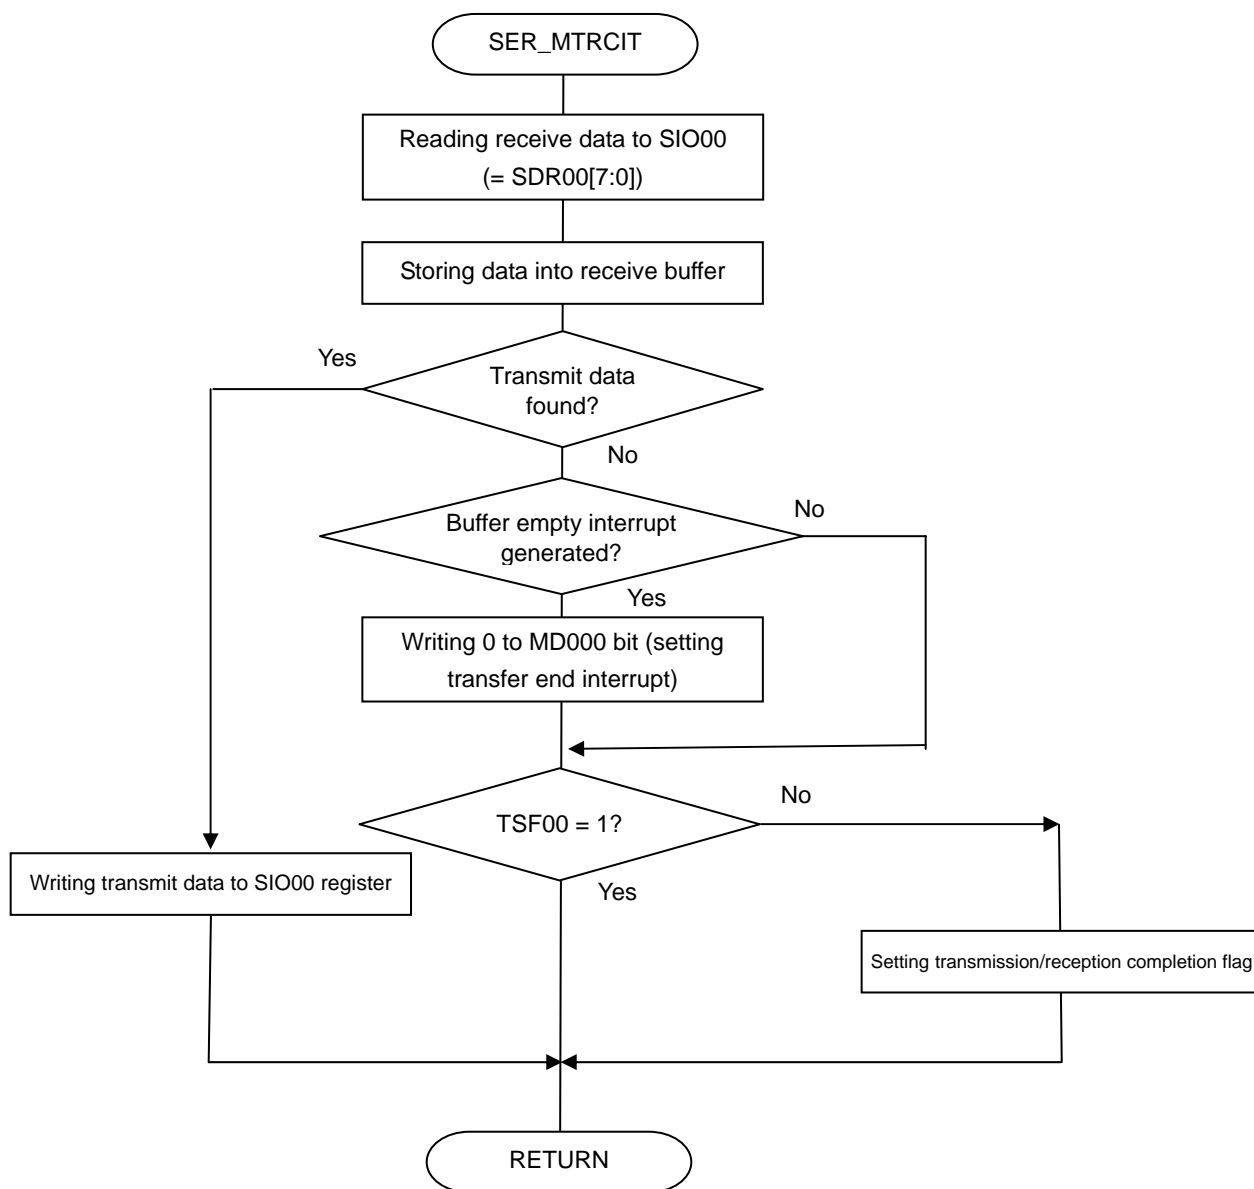 SER_MTRCIT
Reading receive data to SIO00
(= SDR00[7:0])
Storing data into receive buffer
Yes
Transmit data
found?
No
Buffer empty interrupt
generated?
No
Yes
Writing 0 to MD000 bit (setting
transfer end interrupt)
TSF00 = 1?
No
Yes
Writing transmit data to SIO00 register
Setting transmission/reception completion flag
RETURN